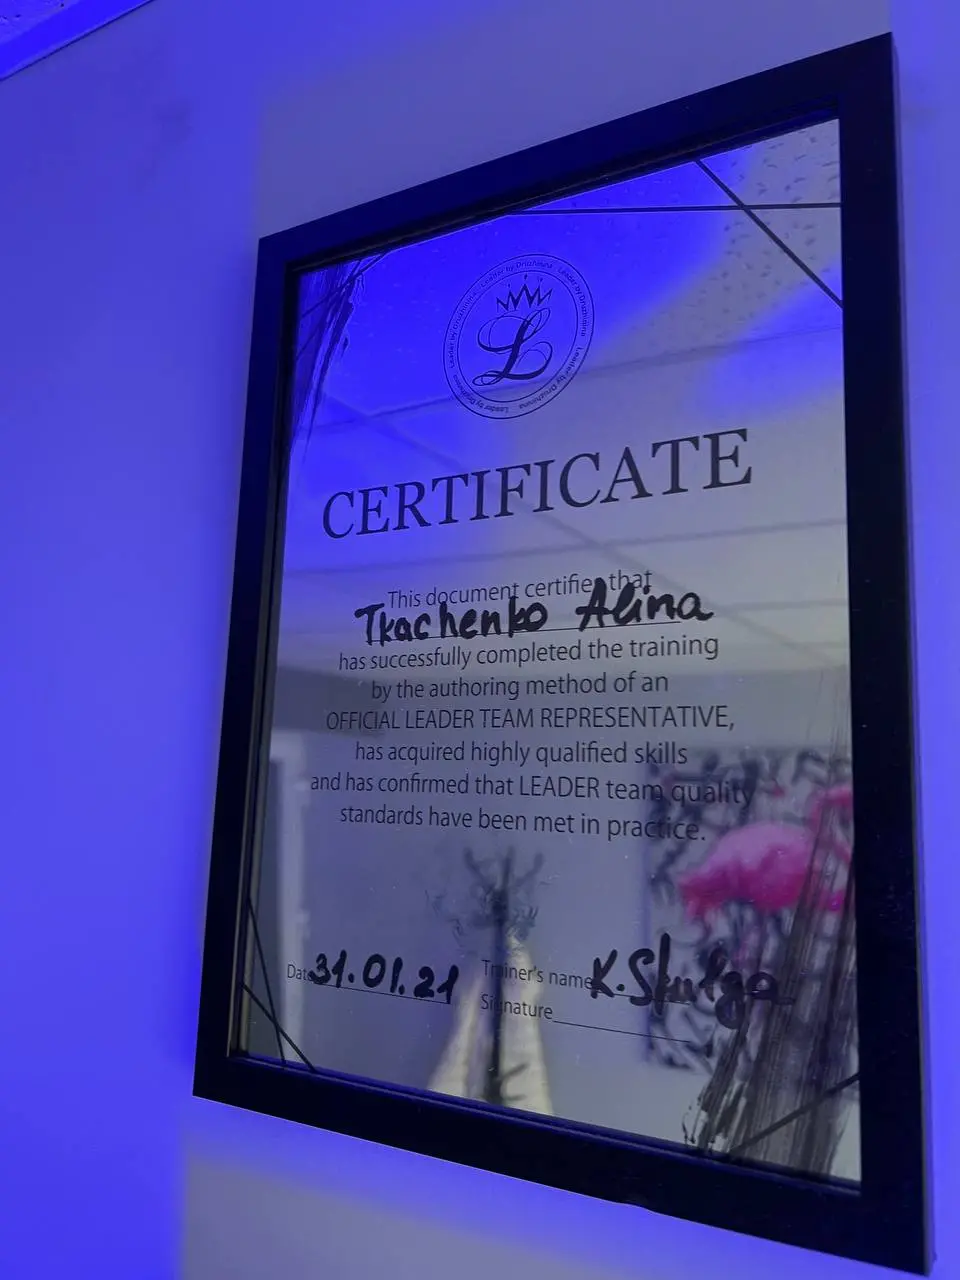 Leader by Druzhinina Leader by Druzhinina Leader by Druzhinina Leader by Druzhinina
L
CERTIFICATE
This document certifies that
Tkachenko Alina
has successfully completed the training
by the authoring method of an
OFFICIAL LEADER TEAM REPRESENTATIVE,
has acquired highly qualified skills
and has confirmed that LEADER team quality
standards have been met in practice.
Date 31.01.21 Trainer's name K. Skulga
Signature